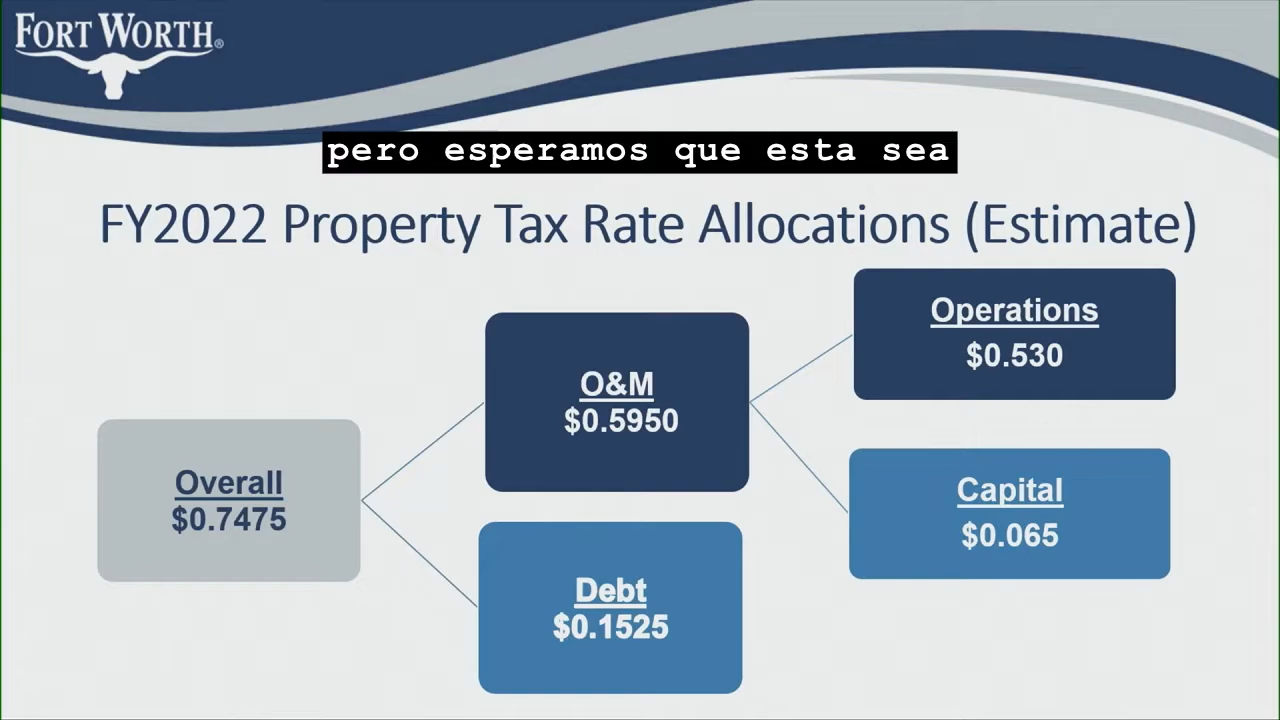 FORT WORTH®
pero esperamos que esta sea
FY2022 Property Tax Rate Allocations (Estimate)
Overall
$0.7475
O&M
$0.5950
Debt
$0.1525
Operations
$0.530
Capital
$0.065